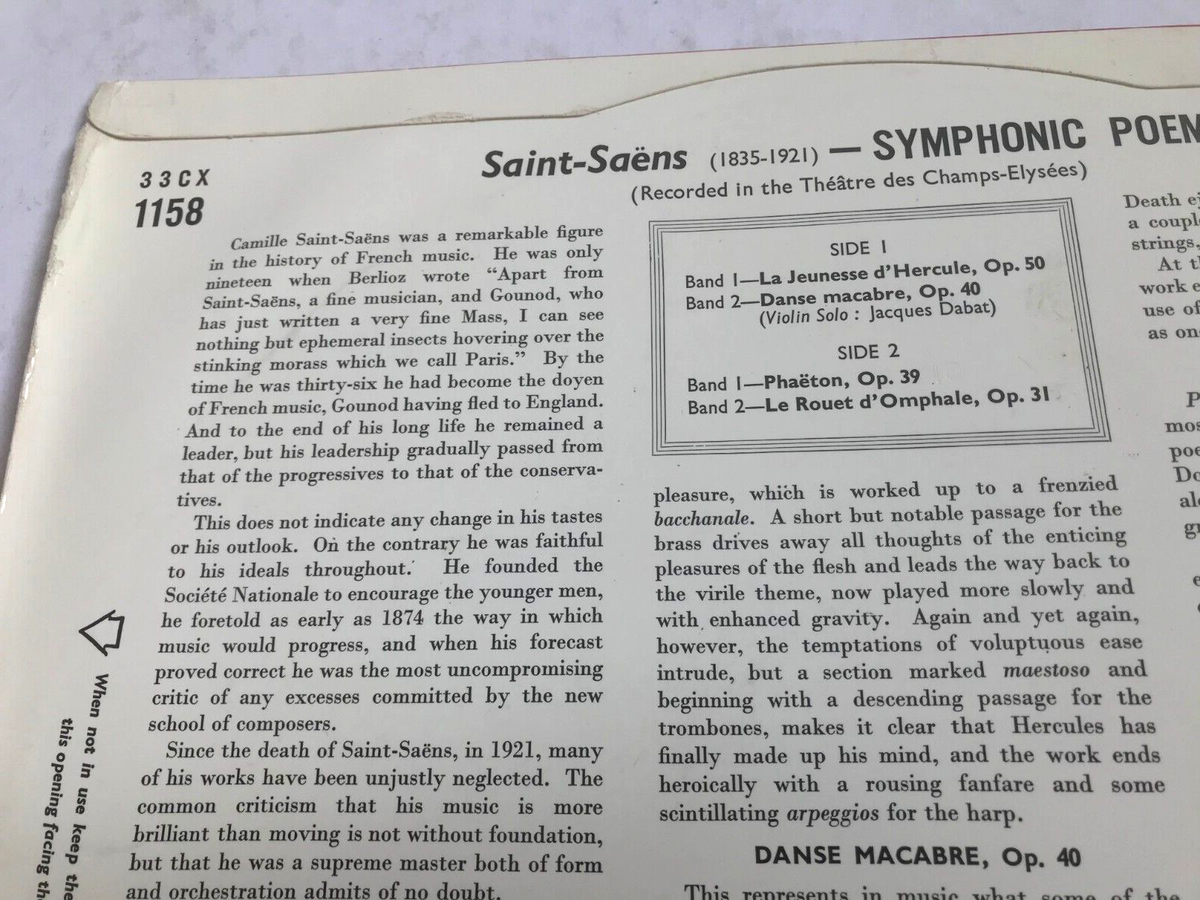 33CX
1158
Saint-Saëns (1835-1921) — SYMPHONIC POEM
(Recorded in the Théâtre des Champs-Elysées)
Camille Saint-Saëns was a remarkable figure
in the history of French music. He was only
nineteen when Berlioz wrote “Apart from
Saint-Saëns, a fine musician, and Gounod, who
has just written a very fine Mass, I can see
nothing but ephemeral insects hovering over the
stinking morass which we call Paris.” By the
time he was thirty-six he had become the doyen
of French music, Gounod having fled to England.
And to the end of his long life he remained a
leader, but his leadership gradually passed from
that of the progressives to that of the conserva-
tives.
This does not indicate any change in his tastes
or his outlook. On the contrary he was faithful
to his ideals throughout. He founded the
Société Nationale to encourage the younger men,
he foretold as early as 1874 the way in which
music would progress, and when his forecast
proved correct he was the most uncompromising
critic of any excesses committed by the new
school of composers.
Since the death of Saint-Saëns, in 1921, many
of his works have been unjustly neglected. The
common criticism that his music is more
brilliant than moving is not without foundation,
but that he was a supreme master both of form
and orchestration admits of no doubt.
SIDE 1
Band 1—La Jeunesse d’Hercule, Op. 50
Band 2—Danse macabre, Op. 40
(Violin Solo : Jacques Dabat)
SIDE 2
Band 1—Phaëton, Op. 39
Band 2—Le Rouet d’Omphale, Op. 31
pleasure, which is worked up to a frenzied
bacchanale. A short but notable passage for the
brass drives away all thoughts of the enticing
pleasures of the flesh and leads the way back to
the virile theme, now played more slowly and
with enhanced gravity. Again and yet again,
however, the temptations of voluptuous ease
intrude, but a section marked maestoso and
beginning with a descending passage for the
trombones, makes it clear that Hercules has
finally made up his mind, and the work ends
heroically with a rousing fanfare and some
scintillating arpeggios for the harp.
DANSE MACABRE, Op. 40
This represents in music what some of the
Death
a
strings,
At
work
use of
as
When not in use keep the
this opening facing